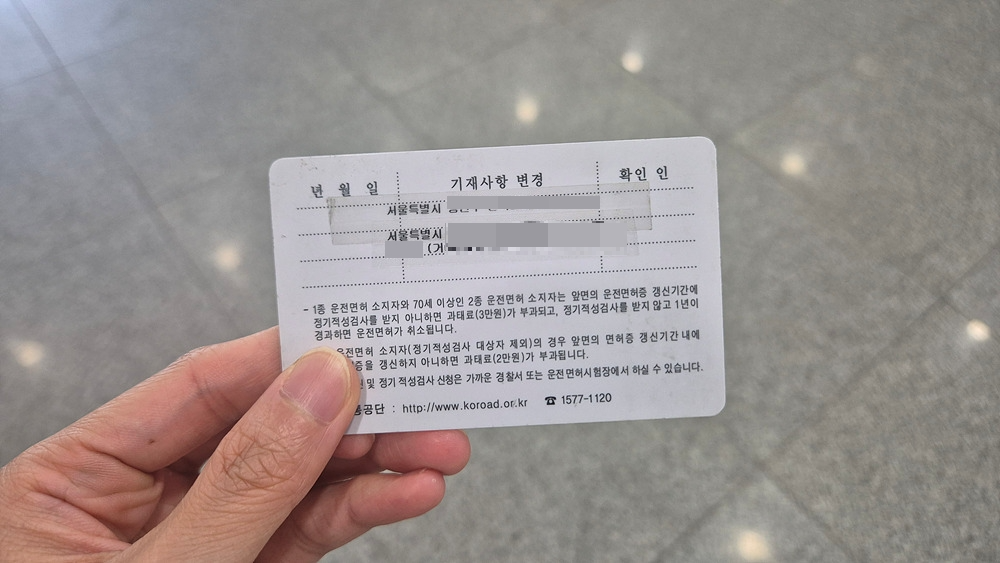 년 월 일 기재사항 변경 확인 인
서울특별시
서울특별시
(거
- 1종 운전면허 소지자와 70세 이상인 2종 운전면허 소지자는 앞면의 운전면허증 갱신기간에
정기적성검사를 받지 아니하면 과태료(3만원)가 부과되고, 정기적성검사를 받지 않고 1년이
경과하면 운전면허가 취소됩니다.
운전면허 소지자(정기적성검사 대상자 제외)의 경우 앞면의 면허증 갱신기간 내에
증을 갱신하지 아니하면 과태료(2만원)가 부과됩니다.
및 정기 적성검사 신청은 가까운 경찰서 또는 운전면허시험장에서 하실 수 있습니다.
공단 : http://www.koroad.or.kr ☎ 1577-1120